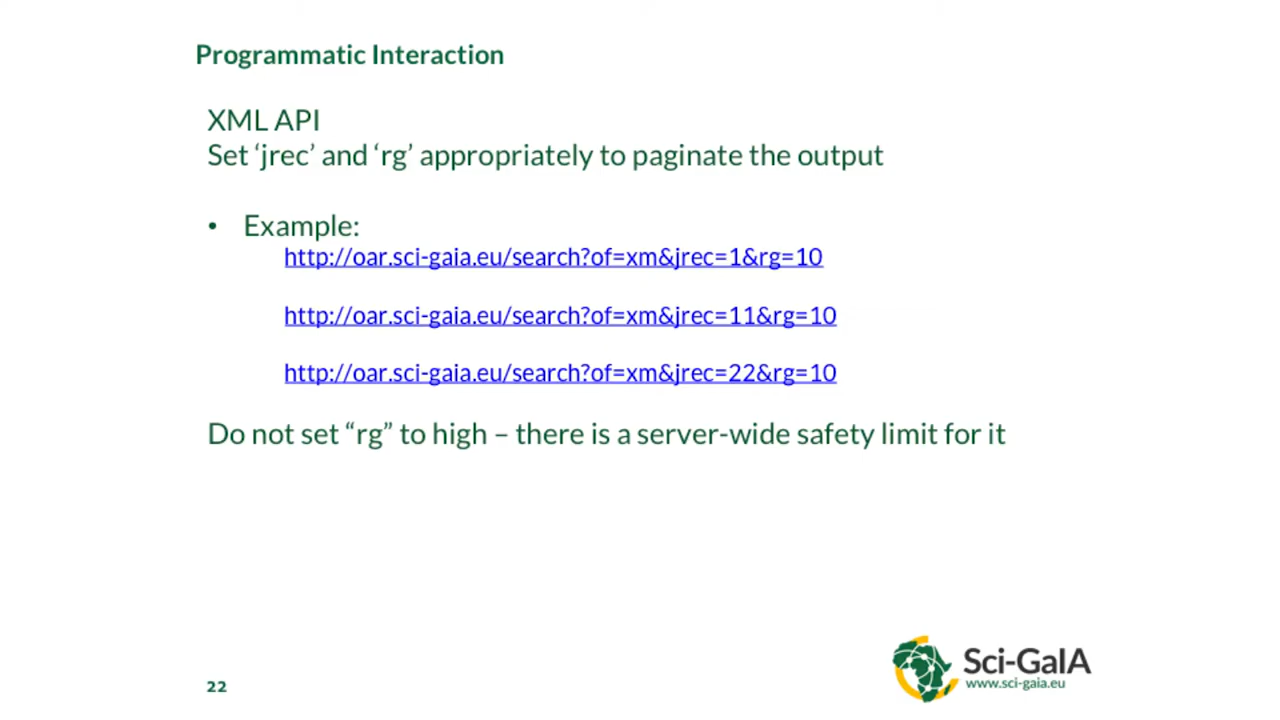 Programmatic Interaction
XML API
Set ‘jrec’ and ‘rg’ appropriately to paginate the output
• Example:
http://oar.sci-gaia.eu/search?of=xm&jrec=1&rg=10
http://oar.sci-gaia.eu/search?of=xm&jrec=11&rg=10
http://oar.sci-gaia.eu/search?of=xm&jrec=22&rg=10
Do not set “rg” to high – there is a server-wide safety limit for it
22
Sci-GaIA
www.sci-gaia.eu